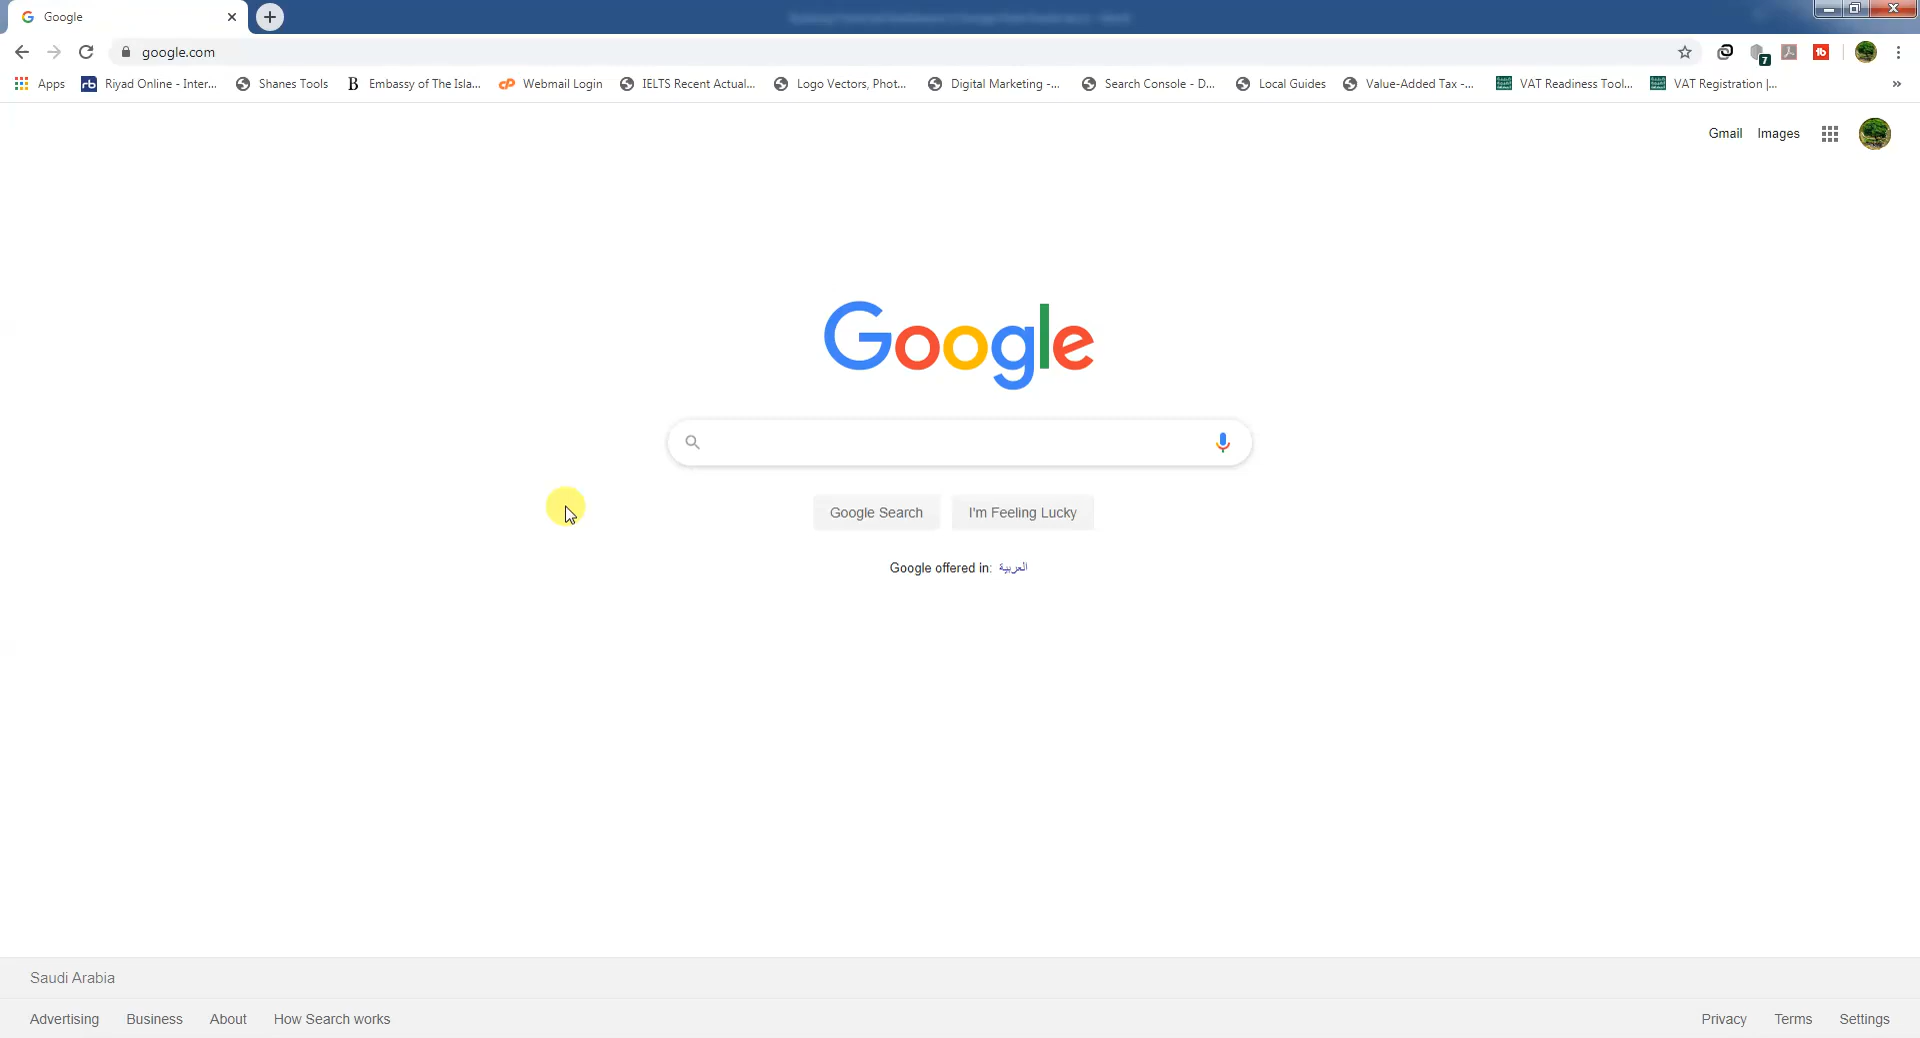 Google
google.com
Apps Riyad Online - Inter... Shanes Tools B Embassy of The Isla... cP Webmail Login IELTS Recent Actual... Logo Vectors, Phot... Digital Marketing -... Search Console - D... Local Guides Value-Added Tax -... VAT Readiness Tool... VAT Registration |... »
Gmail Images
Google
Google Search I'm Feeling Lucky
Google offered in: العربية
Saudi Arabia
Advertising Business About How Search works Privacy Terms Settings